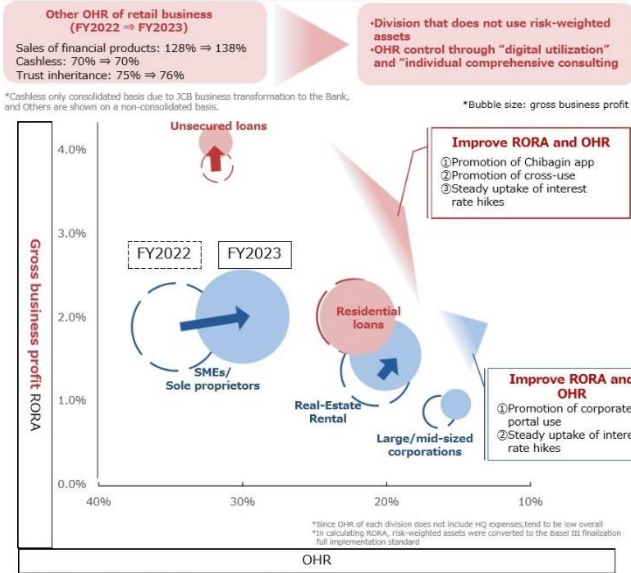 Other OHR of retail business
(FY2022 ⇒ FY2023)
Sales of financial products: 128% ⇒ 138%
Cashless: 70% ⇒ 70%
Trust inheritance: 75% ⇒ 76%
•Division that does not use risk-weighted
assets
•OHR control through "digital utilization"
and "individual comprehensive consulting
*Cashless only consolidated basis due to JCB business transformation to the Bank,
and Others are shown on a non-consolidated basis.
*Bubble size: gross business profit
Gross business profit RORA
4.0%
3.0%
2.0%
1.0%
0.0%
Unsecured loans
Improve RORA and OHR
①Promotion of Chibagin app
②Promotion of cross-use
③Steady uptake of interest
rate hikes
FY2022
FY2023
Residential
loans
SMEs/
Sole proprietors
Real-Estate
Rental
Large/mid-sized
corporations
Improve RORA and
OHR
①Promotion of corporate
portal use
②Steady uptake of intere
rate hikes
40%
30%
20%
10%
*Since OHR of each division does not include HQ expenses,tend to be low overall
*In calculating RORA, risk-weighted assets were converted to the Basel III finalization
full implementation standard
OHR